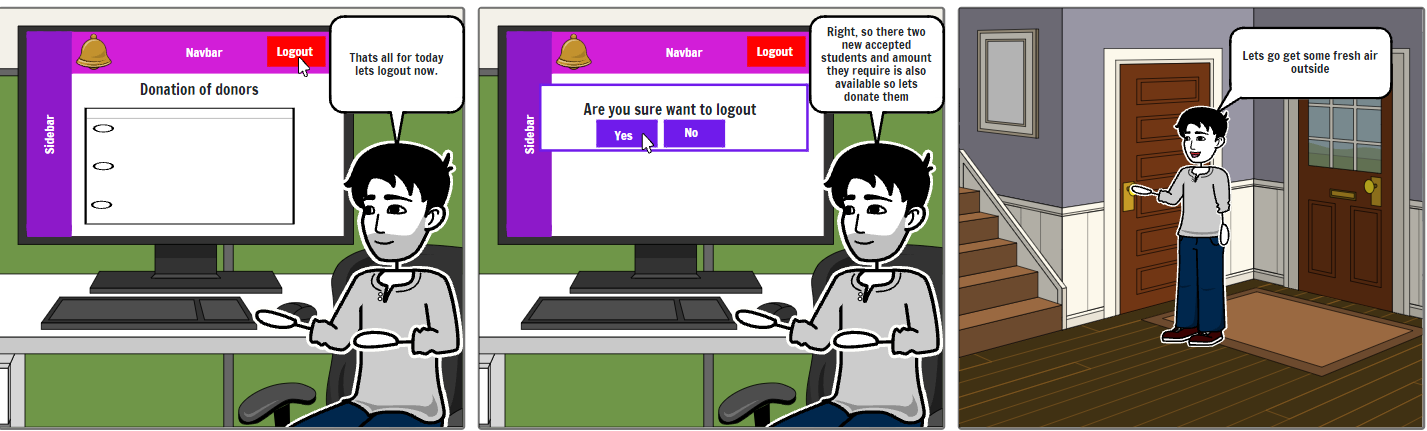 Navbar
Logout
Sidebar
Donation of donors
Thats all for today
lets logout now.
Navbar
Logout
Sidebar
Are you sure want to logout
Yes
No
Right, so there two
new accepted
students and amount
they require is also
available so lets
donate them
Lets go get some fresh air
outside